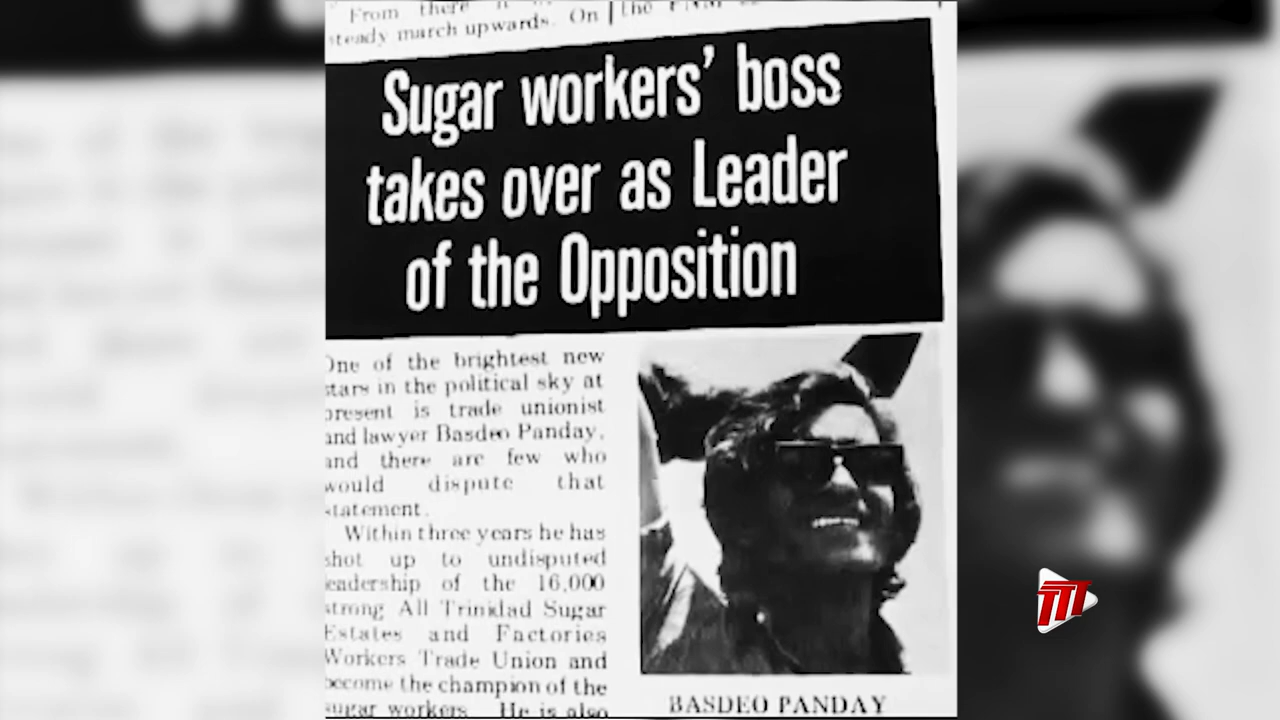 From there
steady march upwards. On
the
Sugar workers' boss
takes over as Leader
of the Opposition
One of the brightest new
stars in the political sky at
present is trade unionist
and lawyer Basdeo Panday,
and there are few who
would dispute that
statement.
Within three years he has
shot up to undisputed
leadership of the 16,000
strong All Trinidad Sugar
Estates and Factories
Workers Trade Union and
become the champion of the
sugar workers. He is also
BASDEO PANDAY
TTT